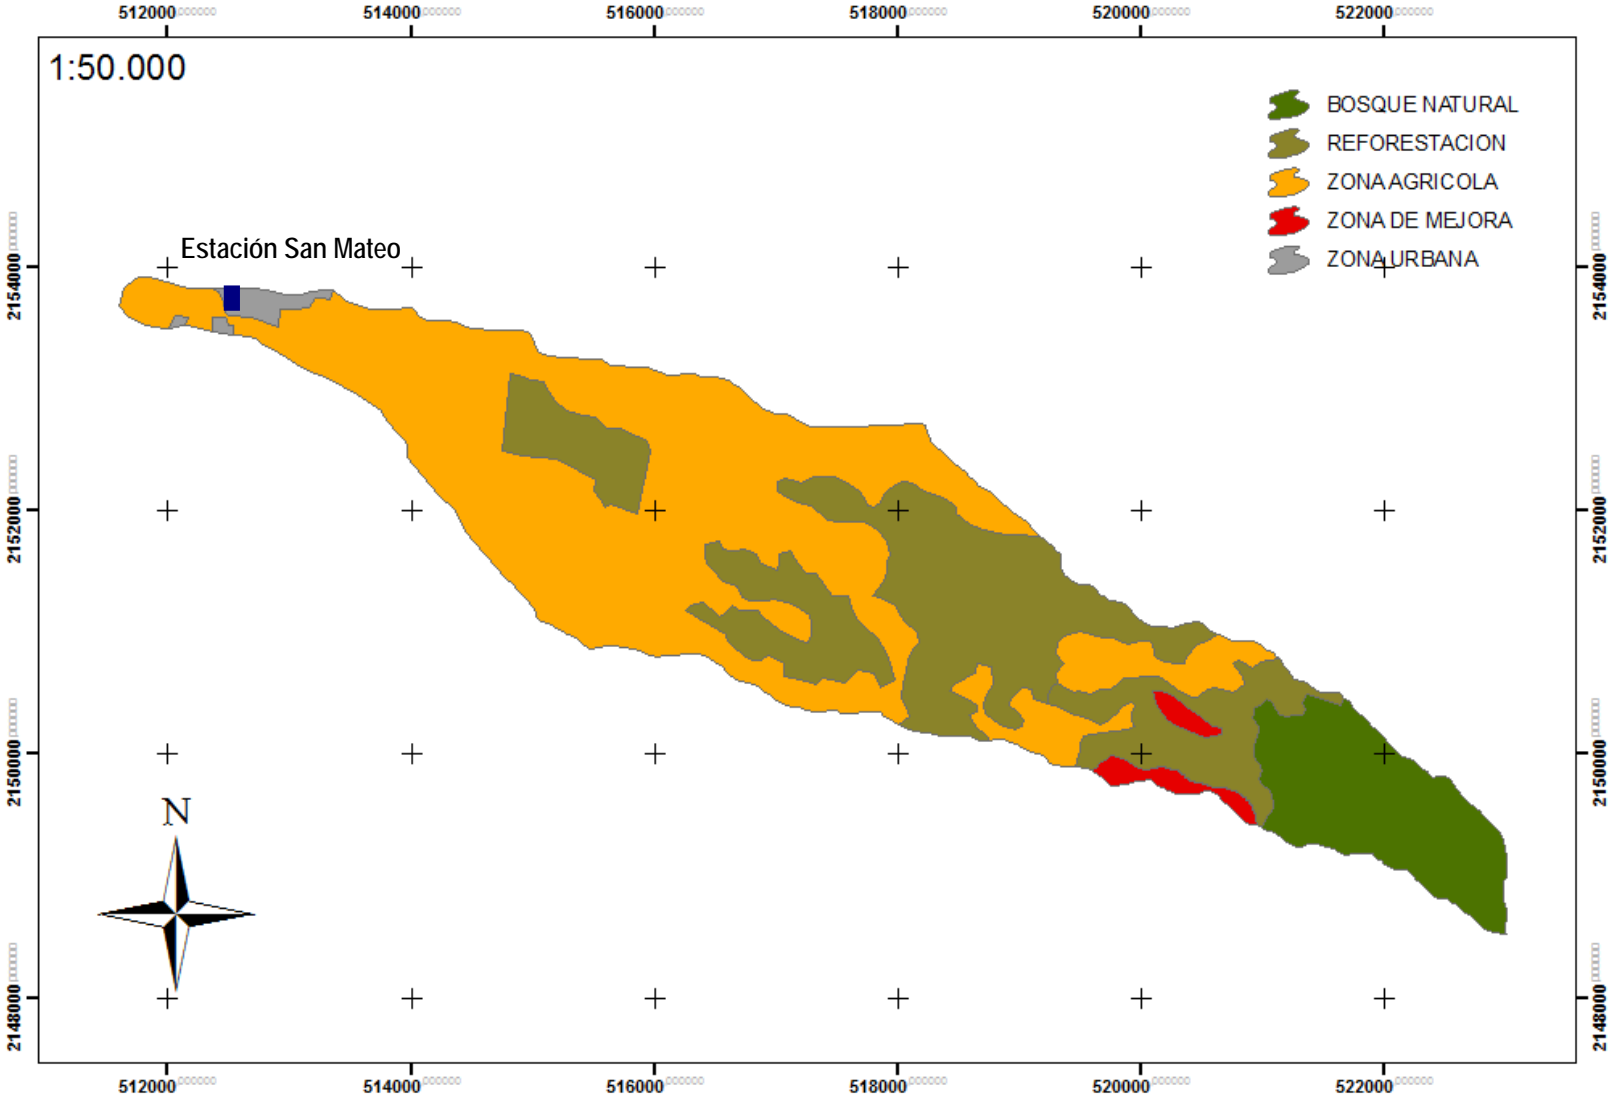 512000 514000 516000 518000 520000 522000
1:50.000
BOSQUE NATURAL
REFORESTACION
ZONA AGRICOLA
ZONA DE MEJORA
ZONA URBANA
Estación San Mateo
2154000 2154000
2152000 2152000
2150000 2150000
N
2148000 2148000
512000 514000 516000 518000 520000 522000